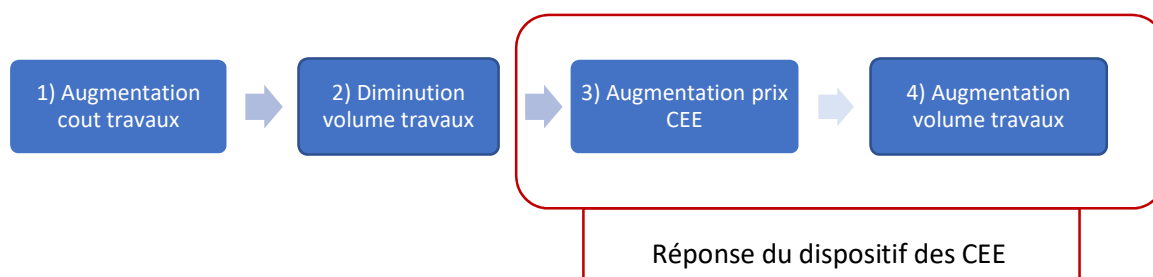 1) Augmentation
cout travaux
2) Diminution
volume travaux
3) Augmentation prix
CEE
4) Augmentation
volume travaux
Réponse du dispositif des CEE